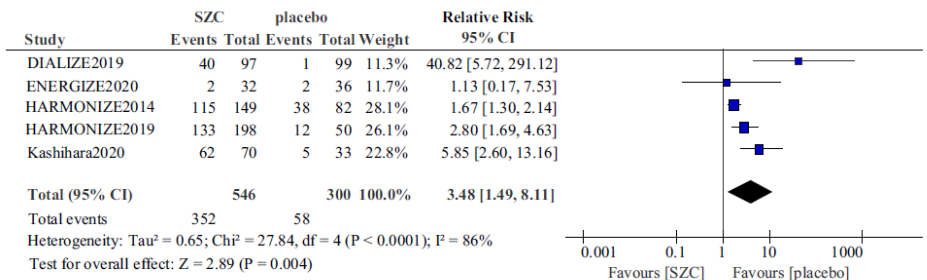 SZC placebo Relative Risk
Study Events Total Events Total Weight 95% CI
DIALIZE2019 40 97 1 99 11.3% 40.82 [5.72, 291.12]
ENERGIZE2020 2 32 2 36 11.7% 1.13 [0.17, 7.53]
HARMONIZE2014 115 149 38 82 28.1% 1.67 [1.30, 2.14]
HARMONIZE2019 133 198 12 50 26.1% 2.80 [1.69, 4.63]
Kashihara2020 62 70 5 33 22.8% 5.85 [2.60, 13.16]
Total (95% CI) 546 300 100.0% 3.48 [1.49, 8.11]
Total events 352 58
Heterogeneity: Tau² = 0.65; Chi² = 27.84, df = 4 (P < 0.0001); I² = 86%
Test for overall effect: Z = 2.89 (P = 0.004)
0.001 0.1 1 10 1000
Favours [SZC] Favours [placebo]